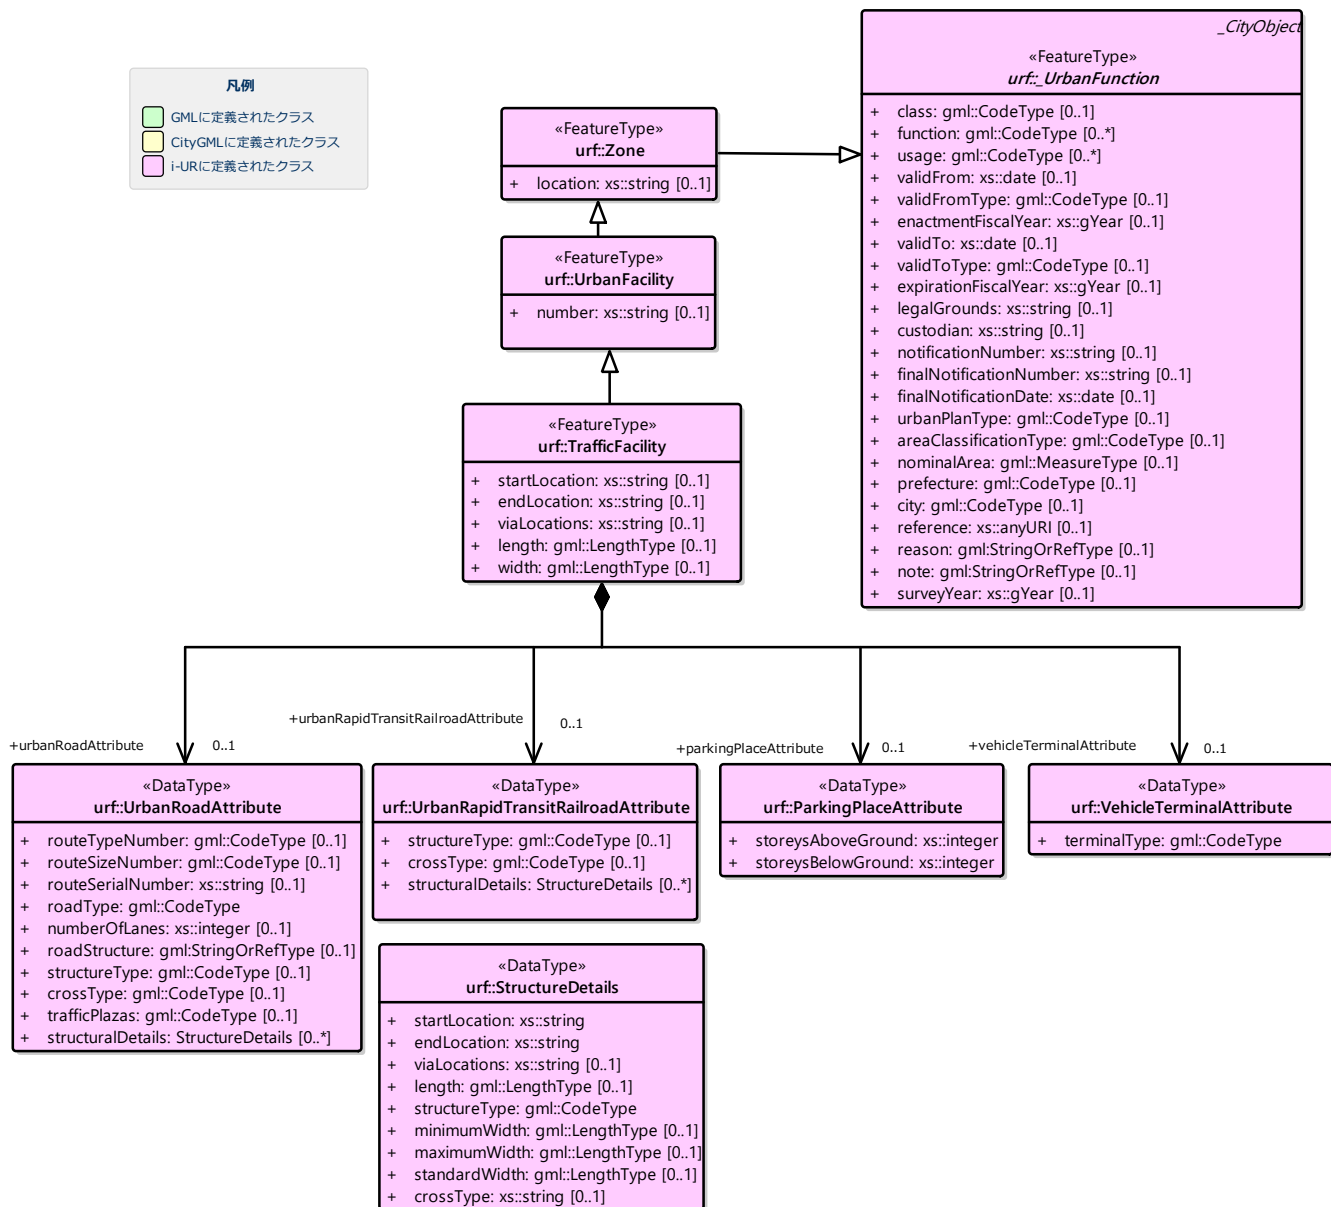 凡例
GMLに定義されたクラス
CityGMLに定義されたクラス
i-URに定義されたクラス
_CityObject
«FeatureType»
urf::_UrbanFunction
+ class: gml::CodeType [0..1]
+ function: gml::CodeType [0..*]
+ usage: gml::CodeType [0..*]
+ validFrom: xs::date [0..1]
+ validFromType: gml::CodeType [0..1]
+ enactmentFiscalYear: xs::gYear [0..1]
+ validTo: xs::date [0..1]
+ validToType: gml::CodeType [0..1]
+ expirationFiscalYear: xs::gYear [0..1]
+ legalGrounds: xs::string [0..1]
+ custodian: xs::string [0..1]
+ notificationNumber: xs::string [0..1]
+ finalNotificationNumber: xs::string [0..1]
+ finalNotificationDate: xs::date [0..1]
+ urbanPlanType: gml::CodeType [0..1]
+ areaClassificationType: gml::CodeType [0..1]
+ nominalArea: gml::MeasureType [0..1]
+ prefecture: gml::CodeType [0..1]
+ city: gml::CodeType [0..1]
+ reference: xs::anyURI [0..1]
+ reason: gml:StringOrRefType [0..1]
+ note: gml:StringOrRefType [0..1]
+ surveyYear: xs::gYear [0..1]
«FeatureType»
urf::Zone
+ location: xs::string [0..1]
«FeatureType»
urf::UrbanFacility
+ number: xs::string [0..1]
«FeatureType»
urf::TrafficFacility
+ startLocation: xs::string [0..1]
+ endLocation: xs::string [0..1]
+ viaLocations: xs::string [0..1]
+ length: gml::LengthType [0..1]
+ width: gml::LengthType [0..1]
+urbanRoadAttribute 0..1
+urbanRapidTransitRailroadAttribute 0..1
+parkingPlaceAttribute 0..1
+vehicleTerminalAttribute 0..1
«DataType»
urf::UrbanRoadAttribute
+ routeTypeNumber: gml::CodeType [0..1]
+ routeSizeNumber: gml::CodeType [0..1]
+ routeSerialNumber: xs::string [0..1]
+ roadType: gml::CodeType
+ numberOfLanes: xs::integer [0..1]
+ roadStructure: gml:StringOrRefType [0..1]
+ structureType: gml::CodeType [0..1]
+ crossType: gml::CodeType [0..1]
+ trafficPlazas: gml::CodeType [0..1]
+ structuralDetails: StructureDetails [0..*]
«DataType»
urf::UrbanRapidTransitRailroadAttribute
+ structureType: gml::CodeType [0..1]
+ crossType: gml::CodeType [0..1]
+ structuralDetails: StructureDetails [0..*]
«DataType»
urf::ParkingPlaceAttribute
+ storeysAboveGround: xs::integer
+ storeysBelowGround: xs::integer
«DataType»
urf::VehicleTerminalAttribute
+ terminalType: gml::CodeType
«DataType»
urf::StructureDetails
+ startLocation: xs::string
+ endLocation: xs::string
+ viaLocations: xs::string [0..1]
+ length: gml::LengthType [0..1]
+ structureType: gml::CodeType
+ minimumWidth: gml::LengthType [0..1]
+ maximumWidth: gml::LengthType [0..1]
+ standardWidth: gml::LengthType [0..1]
+ crossType: xs::string [0..1]